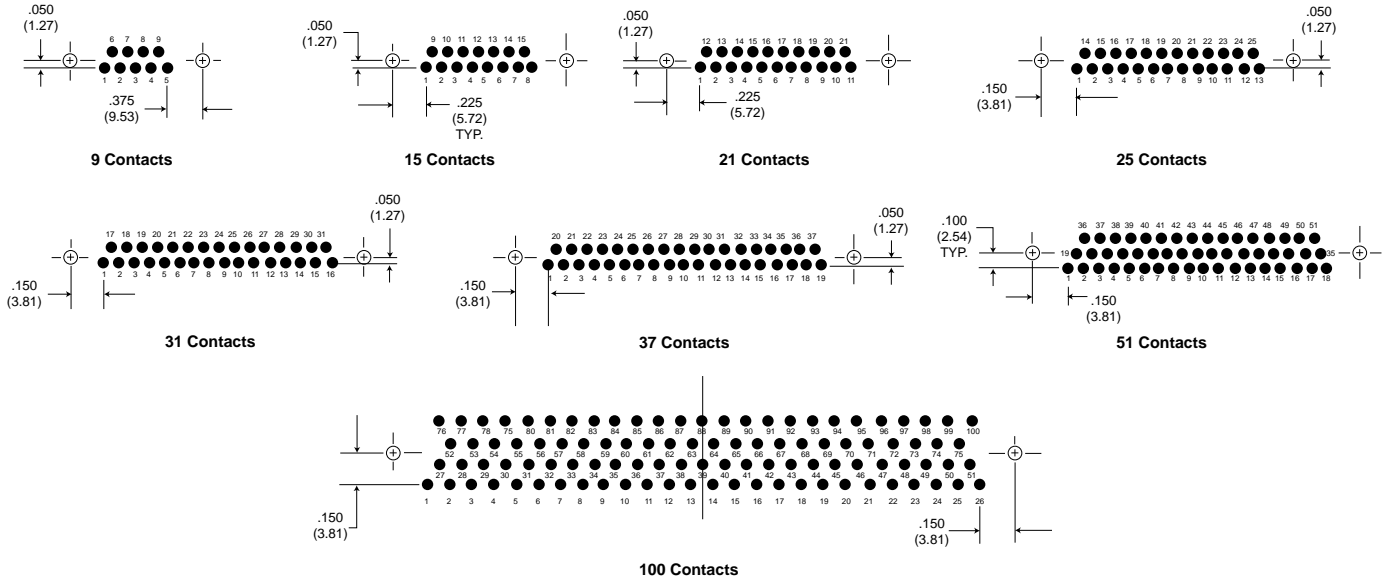 .050
(1.27)
6 7 8 9
1 2 3 4 5
.375
(9.53)
9 Contacts
.050
(1.27)
9 10 11 12 13 14 15
1 2 3 4 5 6 7 8
.225
(5.72)
TYP.
15 Contacts
.050
(1.27)
12 13 14 15 16 17 18 19 20 21
1 2 3 4 5 6 7 8 9 10 11
.225
(5.72)
21 Contacts
.050
(1.27)
14 15 16 17 18 19 20 21 22 23 24 25
1 2 3 4 5 6 7 8 9 10 11 12 13
.150
(3.81)
25 Contacts
.050
(1.27)
17 18 19 20 21 22 23 24 25 26 27 28 29 30 31
1 2 3 4 5 6 7 8 9 10 11 12 13 14 15 16
.150
(3.81)
31 Contacts
.050
(1.27)
20 21 22 23 24 25 26 27 28 29 30 31 32 33 34 35 36 37
1 2 3 4 5 6 7 8 9 10 11 12 13 14 15 16 17 18 19
.150
(3.81)
37 Contacts
.100
(2.54)
TYP.
36 37 38 39 40 41 42 43 44 45 46 47 48 49 50 51
19 35
1 2 3 4 5 6 7 8 9 10 11 12 13 14 15 16 17 18
.150
(3.81)
51 Contacts
76 77 78 75 80 81 82 83 84 85 86 87 88 89 90 91 92 93 94 95 96 97 98 99 100
52 53 54 55 56 57 58 59 60 61 62 63 64 65 66 67 68 69 70 71 72 73 74 75
27 28 29 30 31 32 33 34 35 36 37 38 39 40 41 42 43 44 45 46 47 48 49 50 51
1 2 3 4 5 6 7 8 9 10 11 12 13 14 15 16 17 18 19 20 21 22 23 24 25 26
.150
(3.81)
.150
(3.81)
100 Contacts